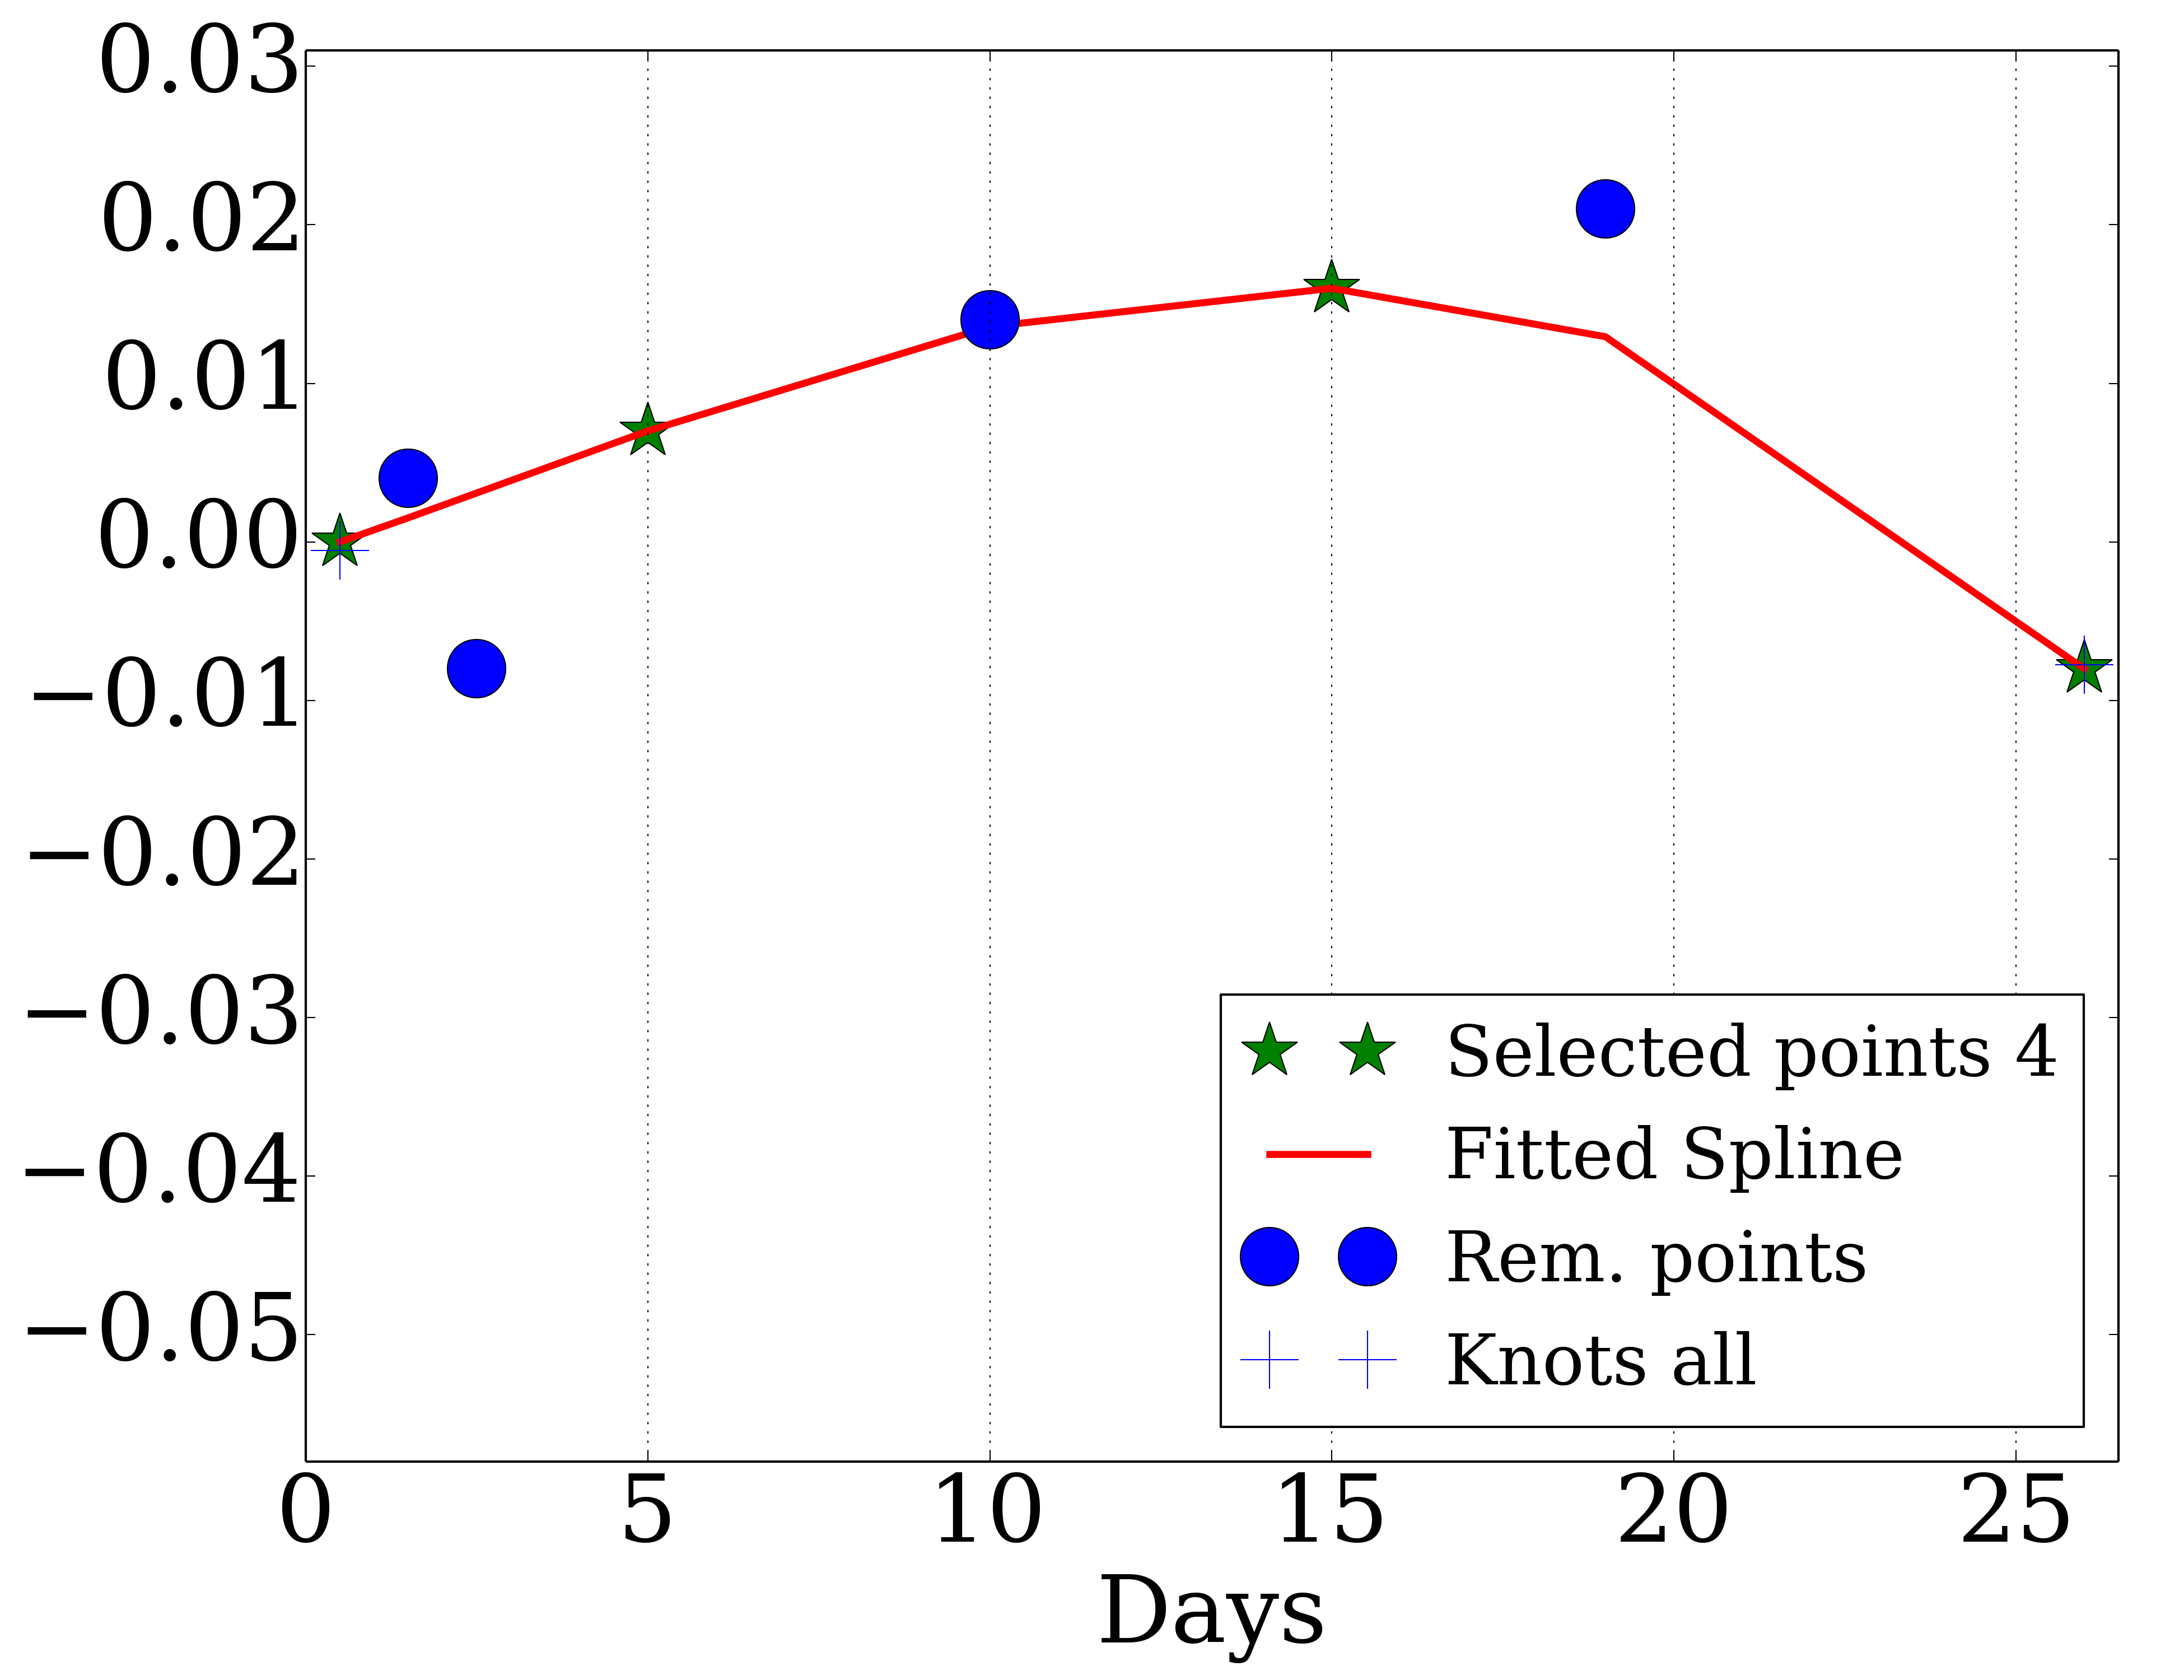 0.03
0.02
0.01
0.00
−0.01
−0.02
−0.03
−0.04
−0.05
Selected points 4
Fitted Spline
Rem. points
Knots all
0 5 10 15 20 25
Days